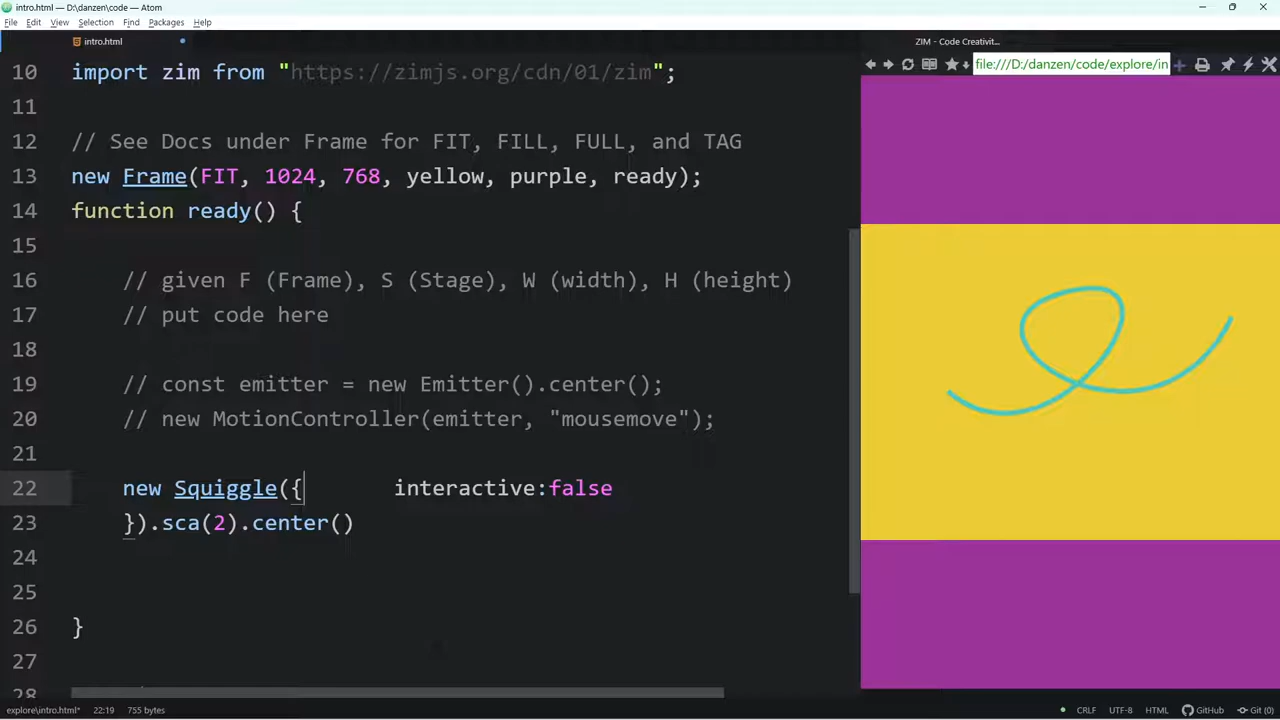 intro.html — D:\danzen\code — Atom
File Edit View Selection Find Packages Help
intro.html
ZIM - Code Creativit...
file:///D:/danzen/code/explore/in
10 import zim from "https://zimjs.org/cdn/01/zim";
11
12 // See Docs under Frame for FIT, FILL, FULL, and TAG
13 new Frame(FIT, 1024, 768, yellow, purple, ready);
14 function ready() {
15
16 // given F (Frame), S (Stage), W (width), H (height)
17 // put code here
18
19 // const emitter = new Emitter().center();
20 // new MotionController(emitter, "mousemove");
21
22 new Squiggle({ interactive:false
23 }).sca(2).center()
24
25
26 }
27
28
explore\intro.html* 22:19 755 bytes CRLF UTF-8 HTML GitHub Git (0)